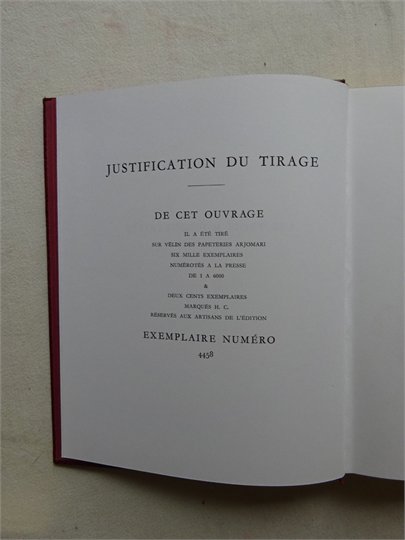 JUSTIFICATION DU TIRAGE
DE CET OUVRAGE
IL A ÉTÉ TIRÉ
SUR VÉLIN DES PAPETERIES ARJOMARI
SIX MILLE EXEMPLAIRES
NUMÉROTÉS A LA PRESSE
DE 1 A 6000
&
DEUX CENTS EXEMPLAIRES
MARQUÉS H. C.
RÉSERVÉS AUX ARTISANS DE L'ÉDITION
EXEMPLAIRE NUMÉRO
4458